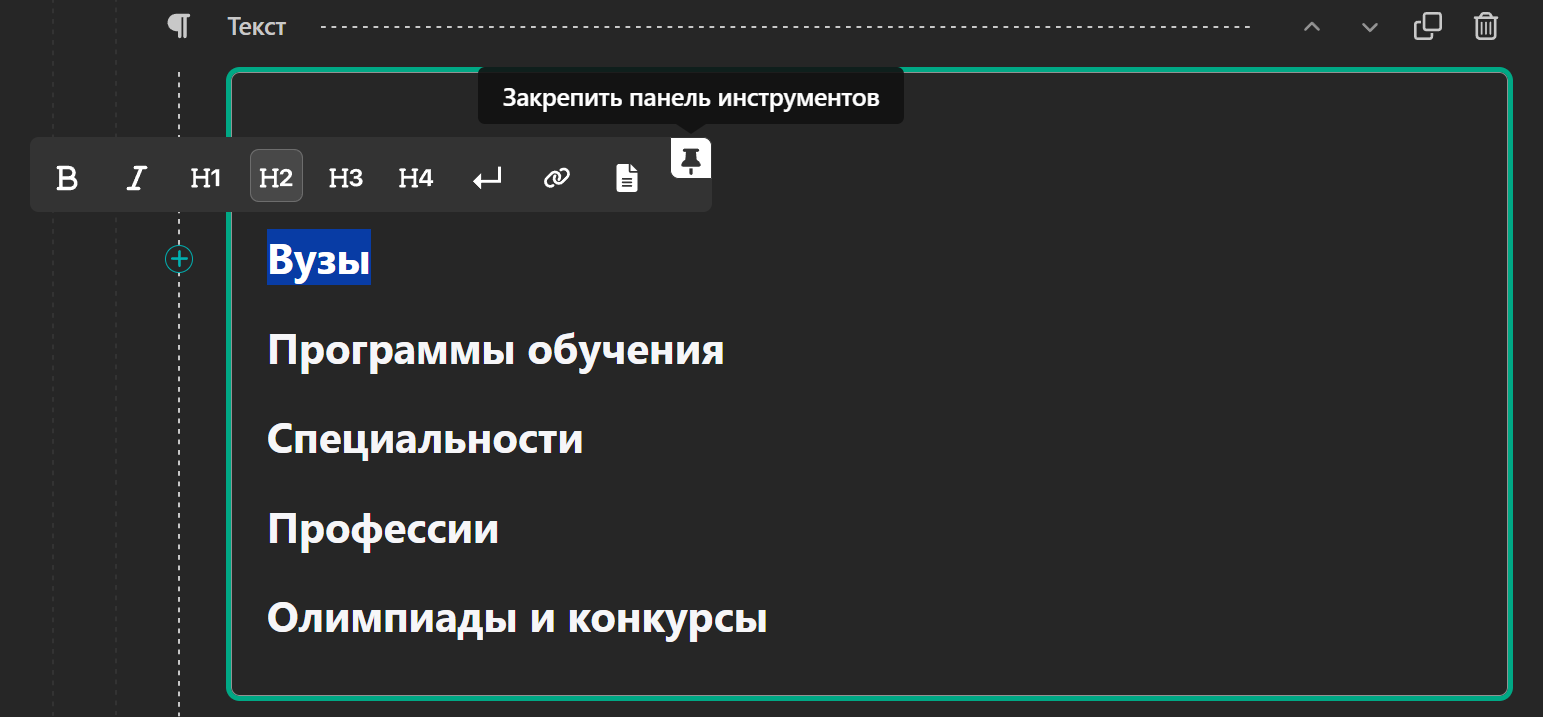 Текст
Закрепить панель инструментов
B I H1 H2 H3 H4
Вузы
Программы обучения
Специальности
Профессии
Олимпиады и конкурсы